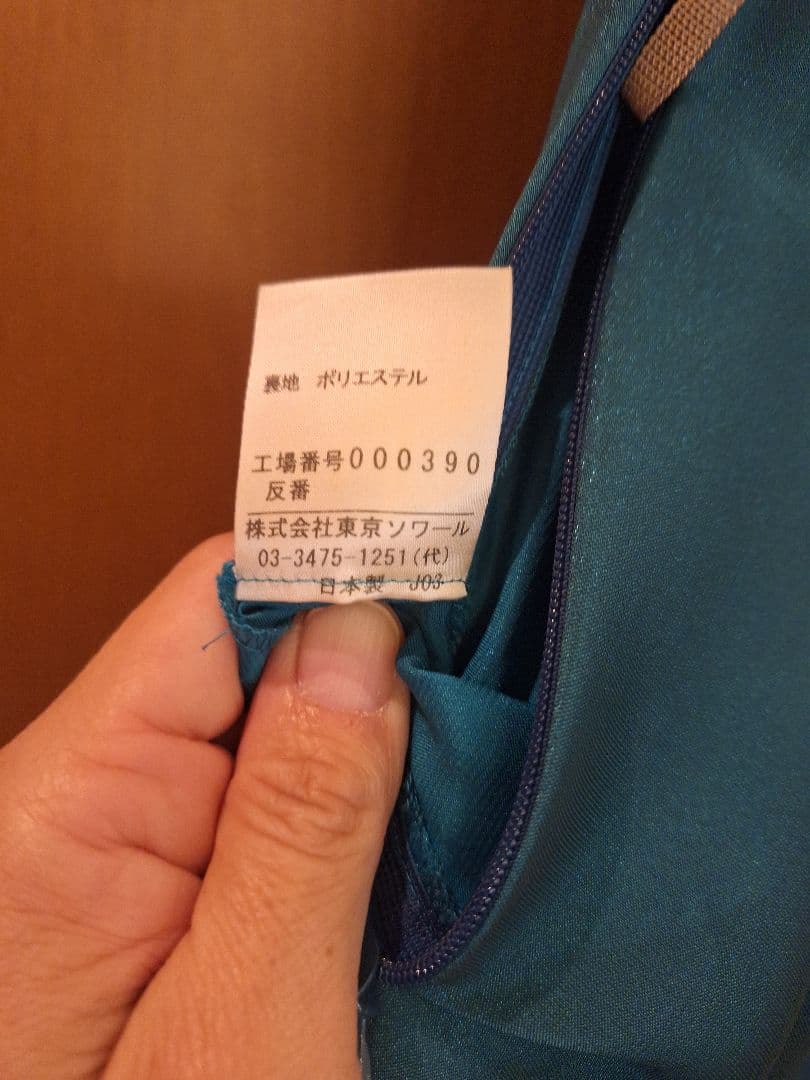 裏地 ポリエステル
工場番号000390
反番
株式会社東京ソワール
03-3475-1251(代)
日本製 J03